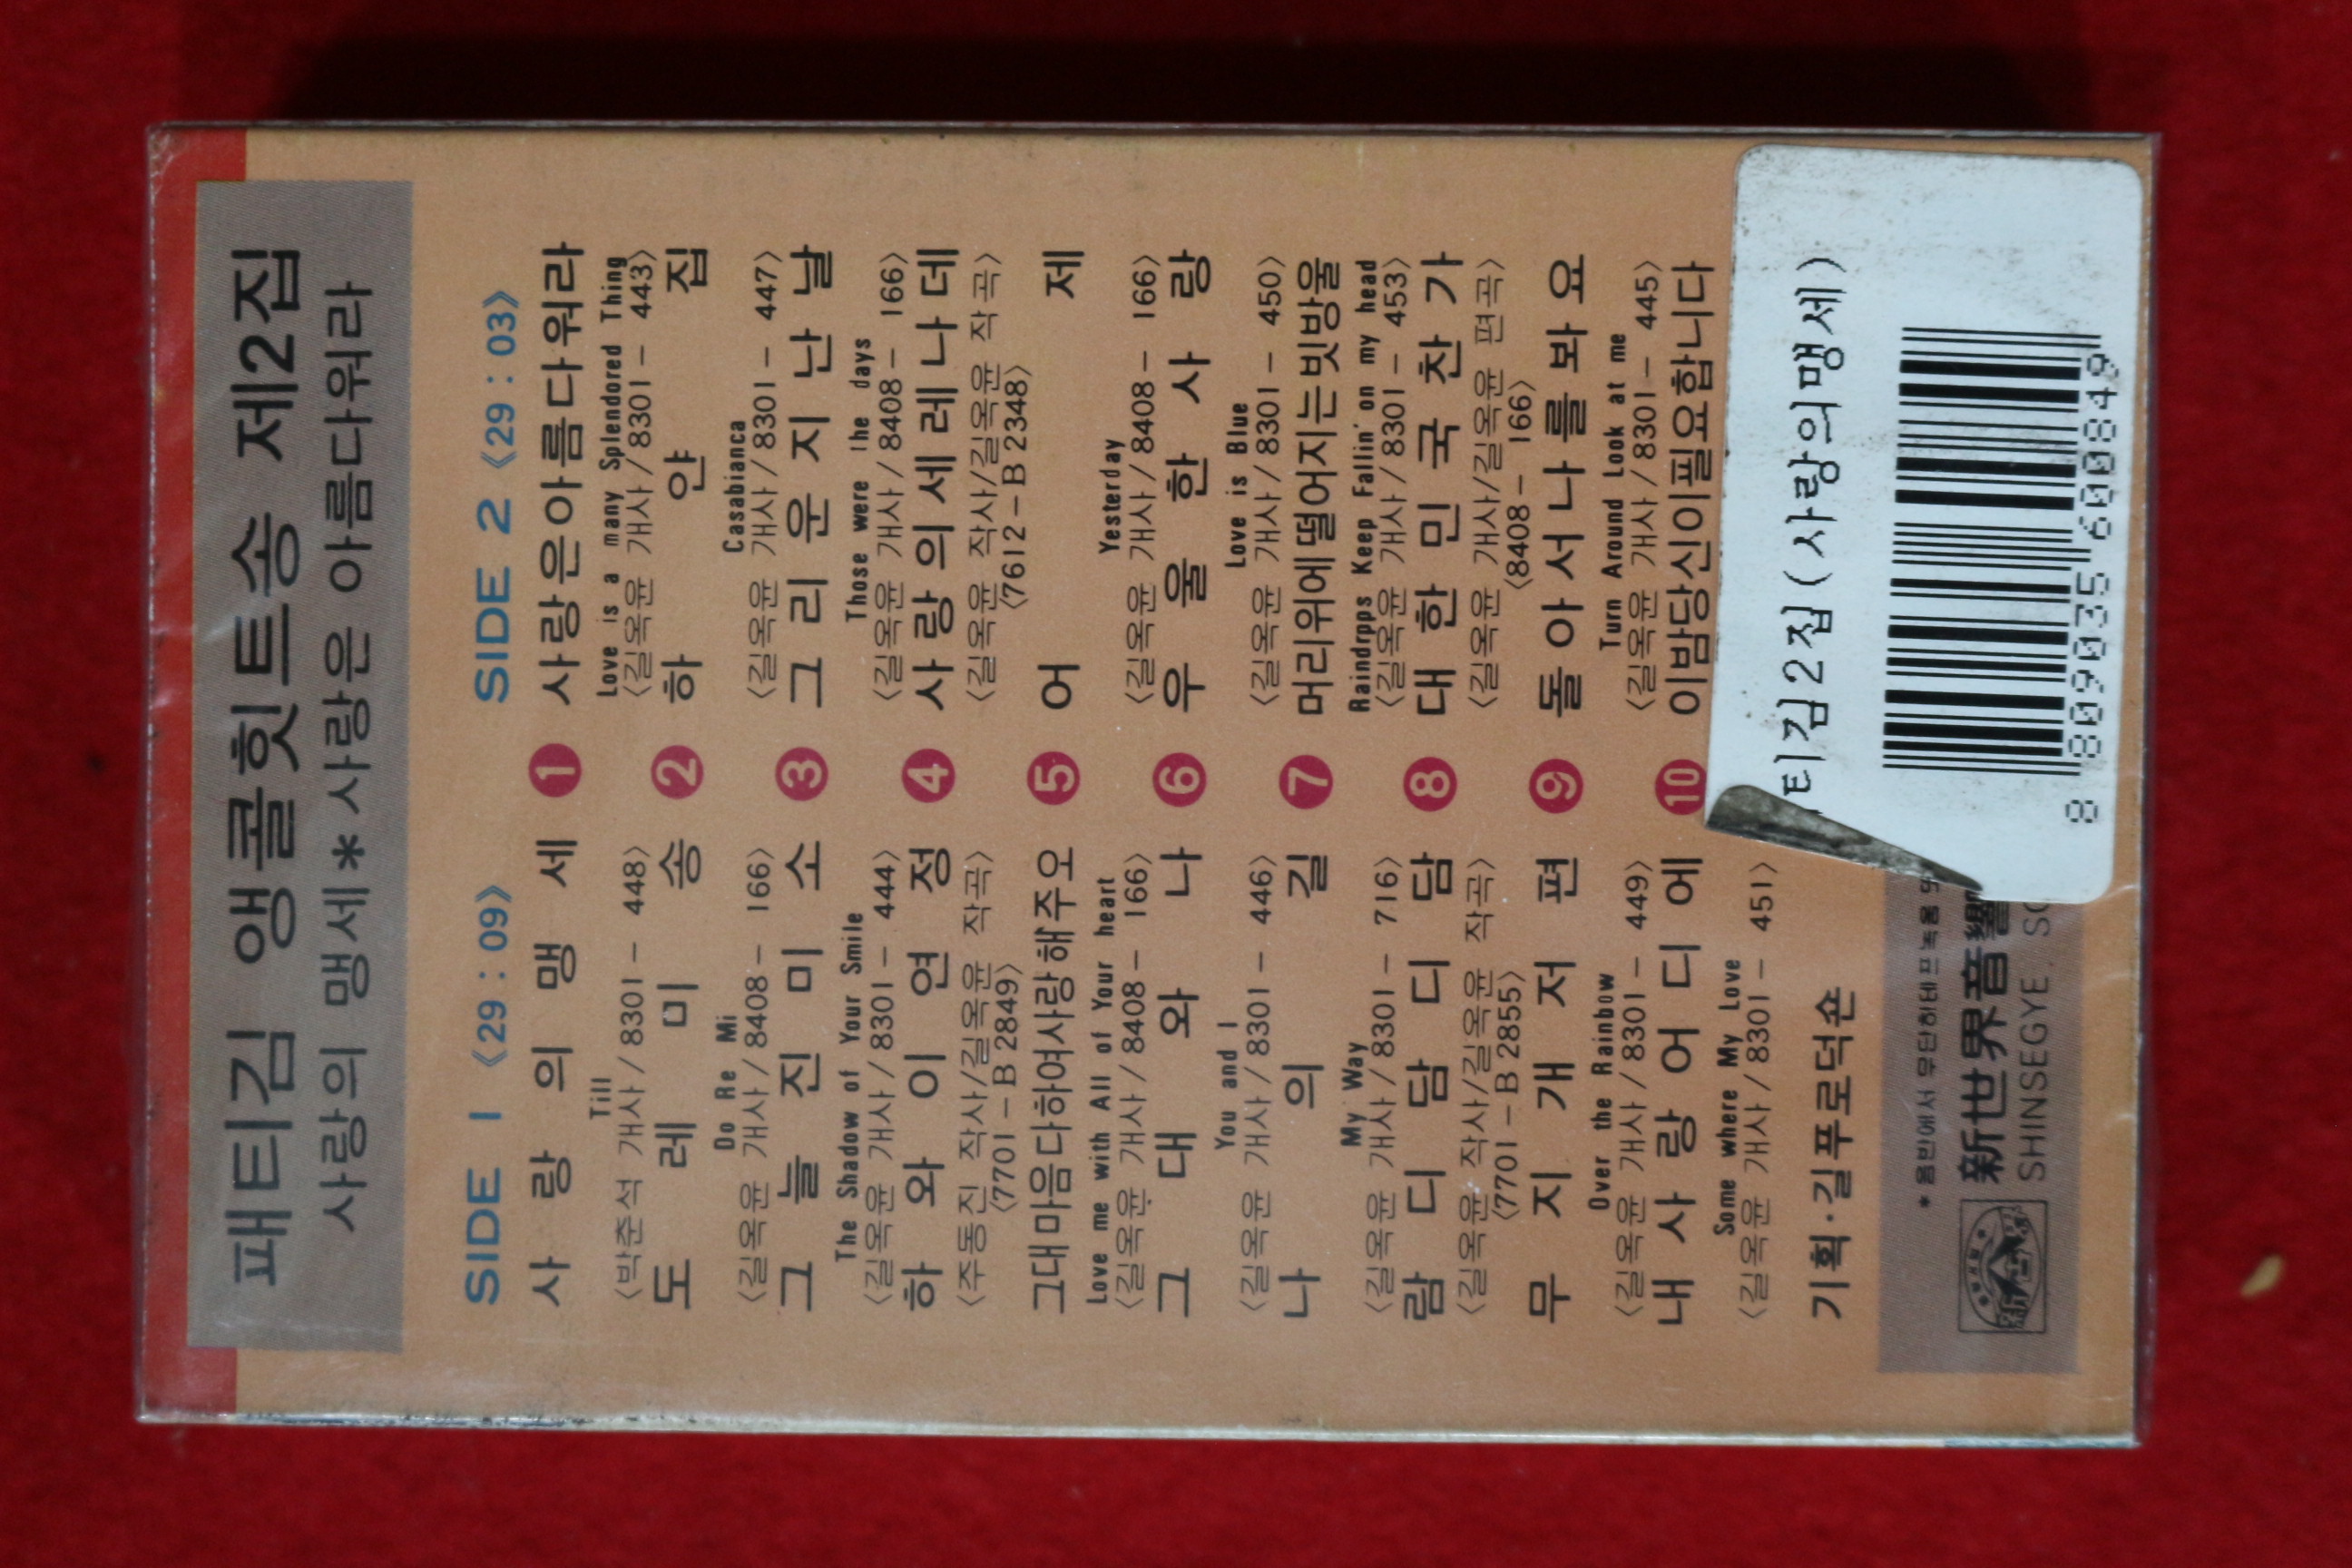 패티김 앵콜힛트송 제2집
사랑의 맹세*사랑은 아름다워라
SIDE 1 《29:09》
사랑의맹세
Till
〈박춘석 개사/8301-448〉
도레미송
Do Re Mi
〈길옥윤 개사/8408-166〉
그늘진미소
The Shadow of Your Smile
〈길옥윤 개사/8301-444〉
하와이연정
〈주동진 작사/길옥윤 작곡〉
〈7701-B2849〉
그대마음다하여사랑해주오
Love me with All of Your heart
〈길옥윤 개사/8408-166〉
그대와나
You and I
〈길옥윤 개사/8301-446〉
나의길
My Way
〈길옥윤 개사/8301-716〉
람디담디담
〈길옥윤 작사/길옥윤 작곡〉
〈7701-B2855〉
무지개저편
Over the Rainbow
〈길옥윤 개사/8301-449〉
내사랑어디에
Some where My Love
〈길옥윤 개사/8301-451〉
기획·길푸로덕숀
1
2
3
4
5
6
7
8
9
10
SIDE 2 《29:03》
사랑은아름다워라
Love is a many Splendored Thing
〈길옥윤 개사/8301-443〉
하얀집
Casabianca
〈길옥윤 개사/8301-447〉
그리운지난날
Those were The days
〈길옥윤 개사/8408-166〉
사랑의세레나데
〈길옥윤 작사/길옥윤 작곡〉
〈7612-B2348〉
어제
Yesterday
〈길옥윤 개사/8408-166〉
우울한사랑
Love is Blue
〈길옥윤 개사/8301-450〉
머리위에떨어지는빗방울
Raindrpps Keep Fallin' on my head
〈길옥윤 개사/8301-453〉
대한민국찬가
〈길옥윤 개사/길옥윤 편곡〉
〈8408-166〉
돌아서나를봐요
Turn Around Look at me
〈길옥윤 개사/8301-445〉
이밤당신이필요합니다
티김2집(사랑의맹세)
8 809035 600849
*음반에서 무단히테프녹음
新世界音響
SHINSEGYE. SO